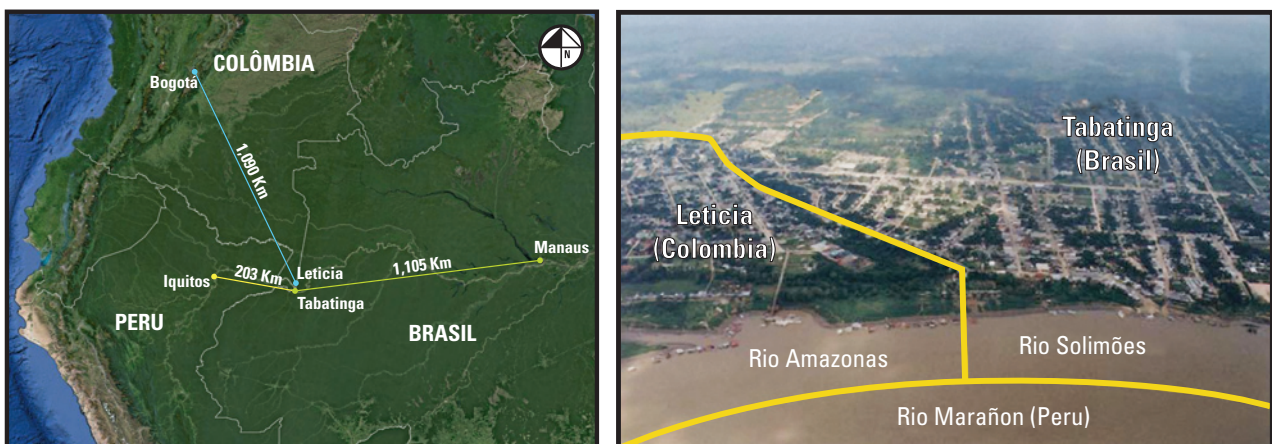 COLÔMBIA
N
Bogotá
1,090 Km
Manaus
1,105 Km
203 Km
Leticia
Iquitos
Tabatinga
PERU
BRASIL
Tabatinga
(Brasil)
Leticia
(Colombia)
Rio Solimões
Rio Amazonas
Rio Marañon (Peru)